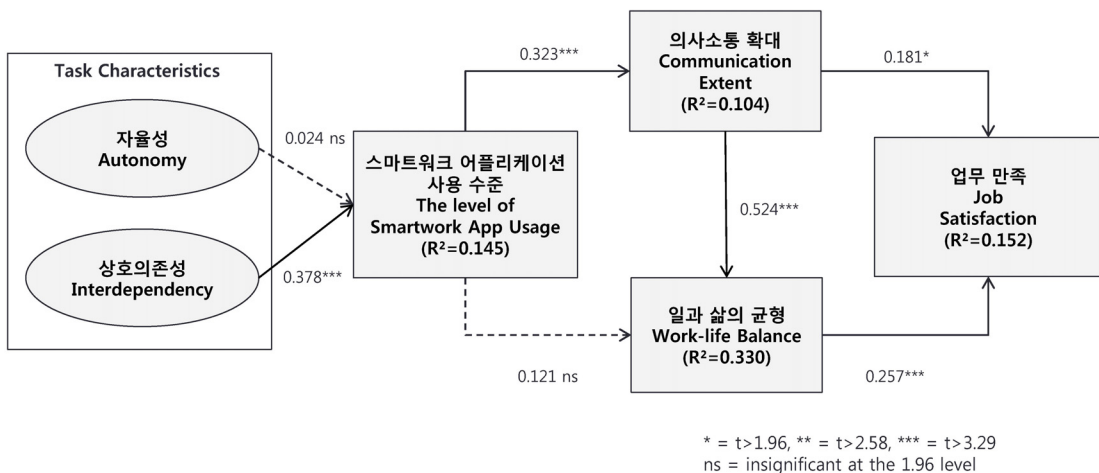 Task Characteristics
자율성
Autonomy
상호의존성
Interdependency
0.024 ns
0.378***
스마트워크 어플리케이션
사용 수준
The level of
Smartwork App Usage
(R²=0.145)
0.323***
0.121 ns
의사소통 확대
Communication
Extent
(R²=0.104)
0.524***
일과 삶의 균형
Work-life Balance
(R²=0.330)
0.181*
0.257***
업무 만족
Job
Satisfaction
(R²=0.152)
* = t>1.96, ** = t>2.58, *** = t>3.29
ns = insignificant at the 1.96 level